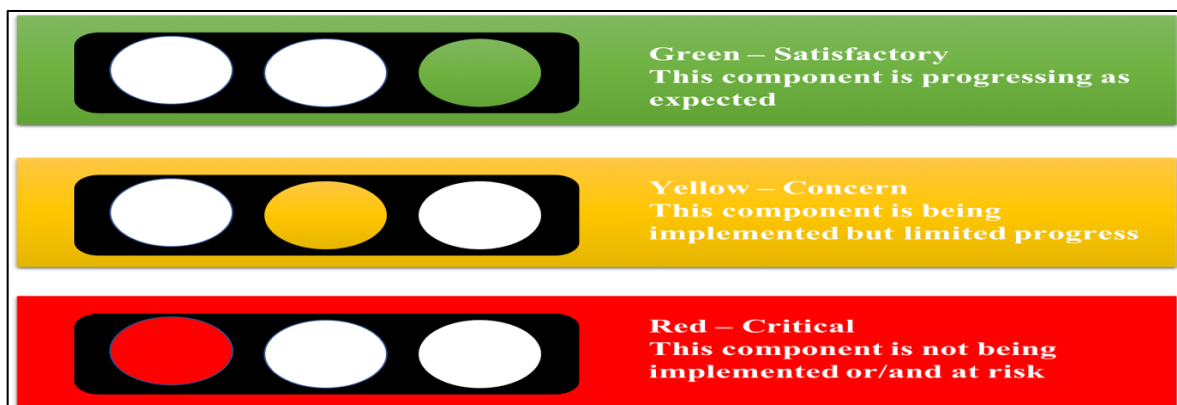 Green – Satisfactory
This component is progressing as
expected
Yellow – Concern
This component is being
implemented but limited progress
Red – Critical
This component is not being
implemented or/and at risk